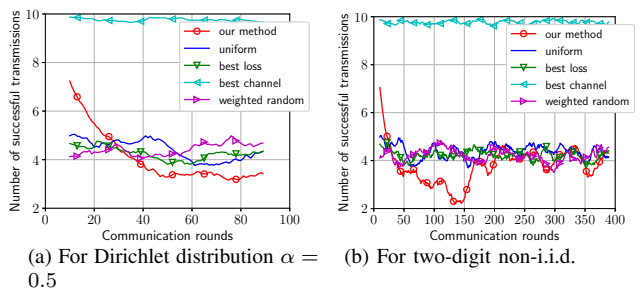 Number of successful transmissions
10
8
6
4
2
our method
uniform
best loss
best channel
weighted random
0 20 40 60 80 100
Communication rounds
(a) For Dirichlet distribution α =
0.5
Number of successful transmissions
10
8
6
4
2
our method
uniform
best loss
best channel
weighted random
0 50 100 150 200 250 300 350 400
Communication rounds
(b) For two-digit non-i.i.d.